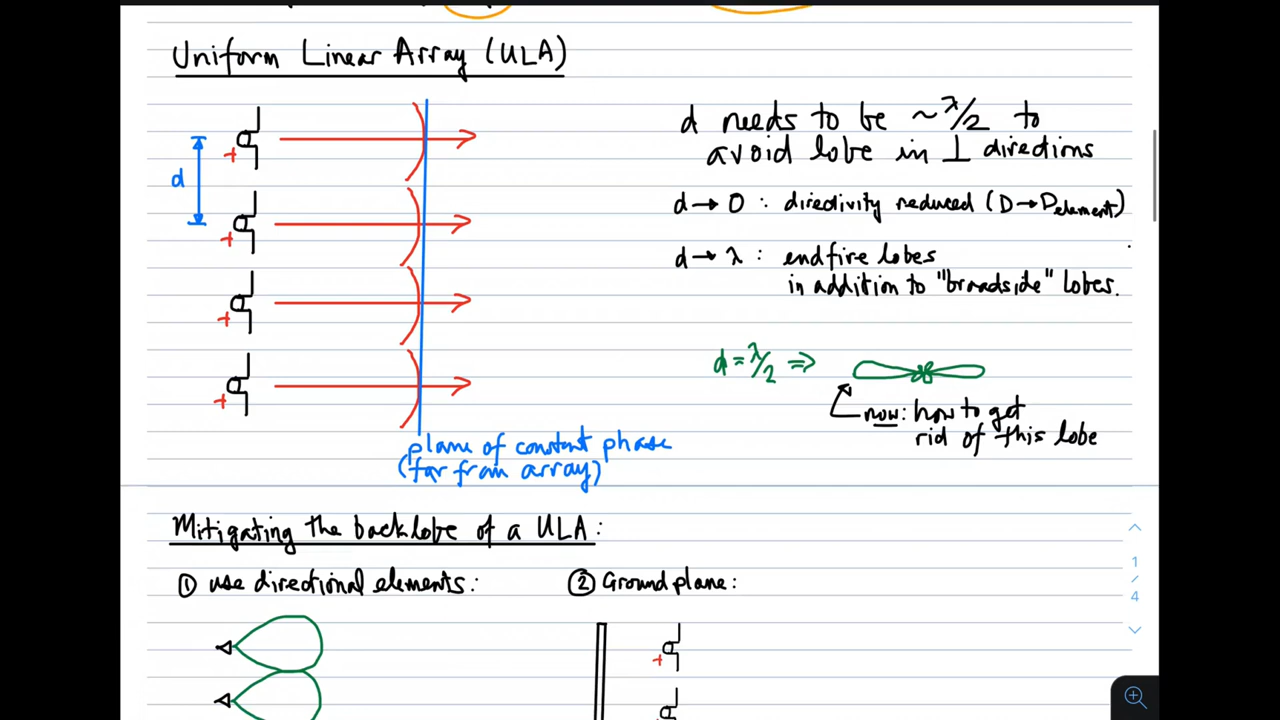 Uniform Linear Array (ULA)
d needs to be ~λ/2 to
avoid lobe in ⊥ directions
d
+
+
+
+
d → 0 : directivity reduced (D → Delement)
d → λ : endfire lobes
in addition to "broadside" lobes.
d = λ/2 ⇒
now: how to get
rid of this lobe
plane of constant phase
(far from array)
Mitigating the backlobe of a ULA:
① use directional elements:
② Ground plane:
+
1
/
4